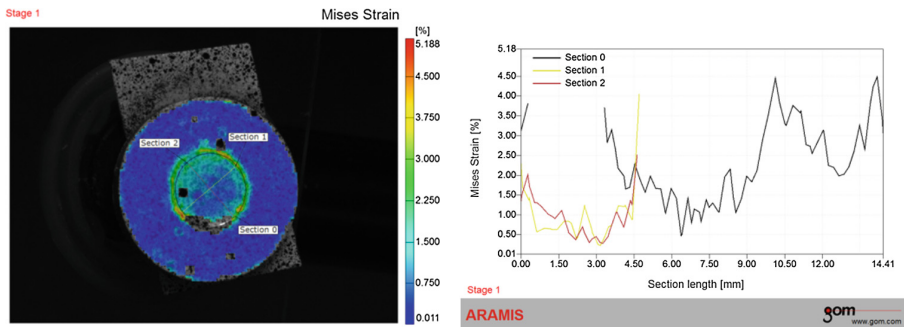 Stage 1
Mises Strain
[%]
5.188
4.500
3.750
3.000
2.250
1.500
0.750
0.011
Section 2
Section 1
Section 0
5.18
4.50
4.00
3.50
3.00
2.50
2.00
1.50
1.00
0.50
0.01
Mises Strain [%]
Section 0
Section 1
Section 2
0.00 1.50 3.00 4.50 6.00 7.50 9.00 10.50 12.00 14.41
Section length [mm]
Stage 1
ARAMIS
gom
www.gom.com